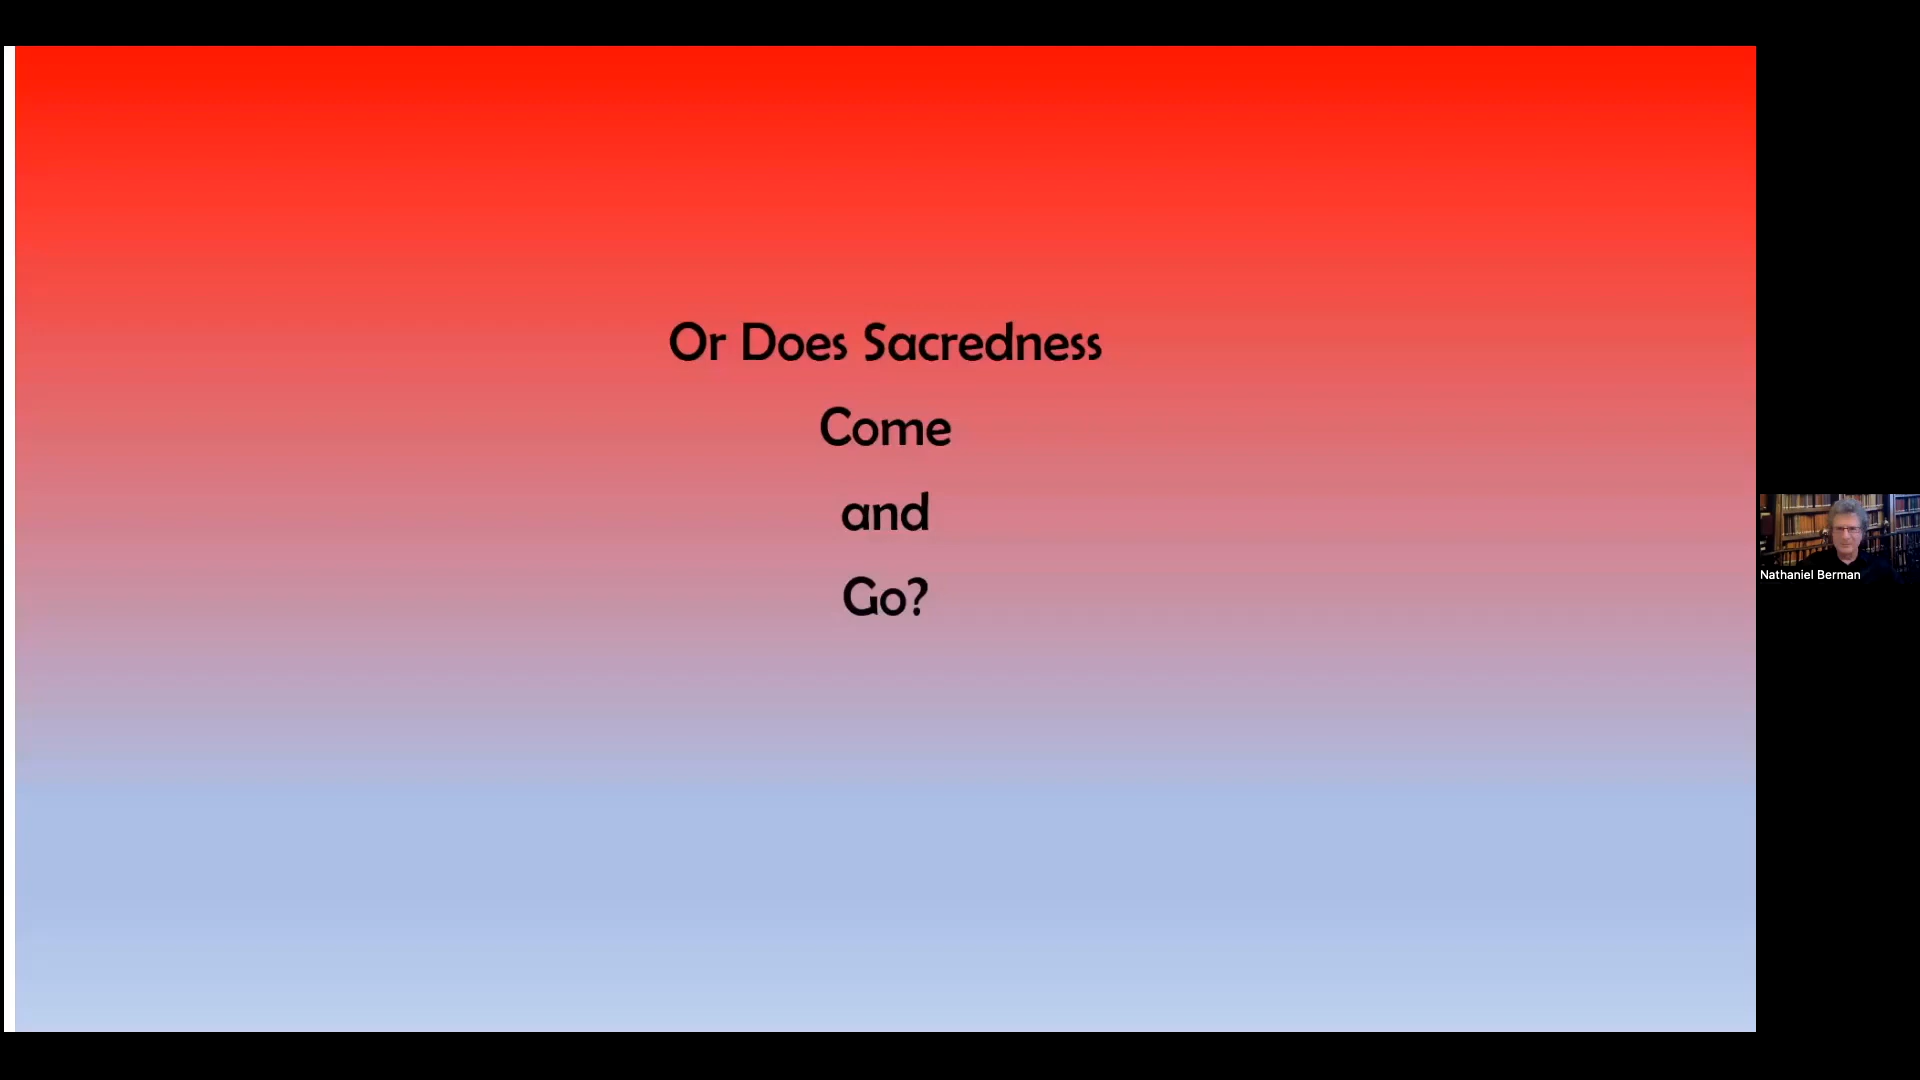 Or Does Sacredness
Come
and
Go?
Nathaniel Berman